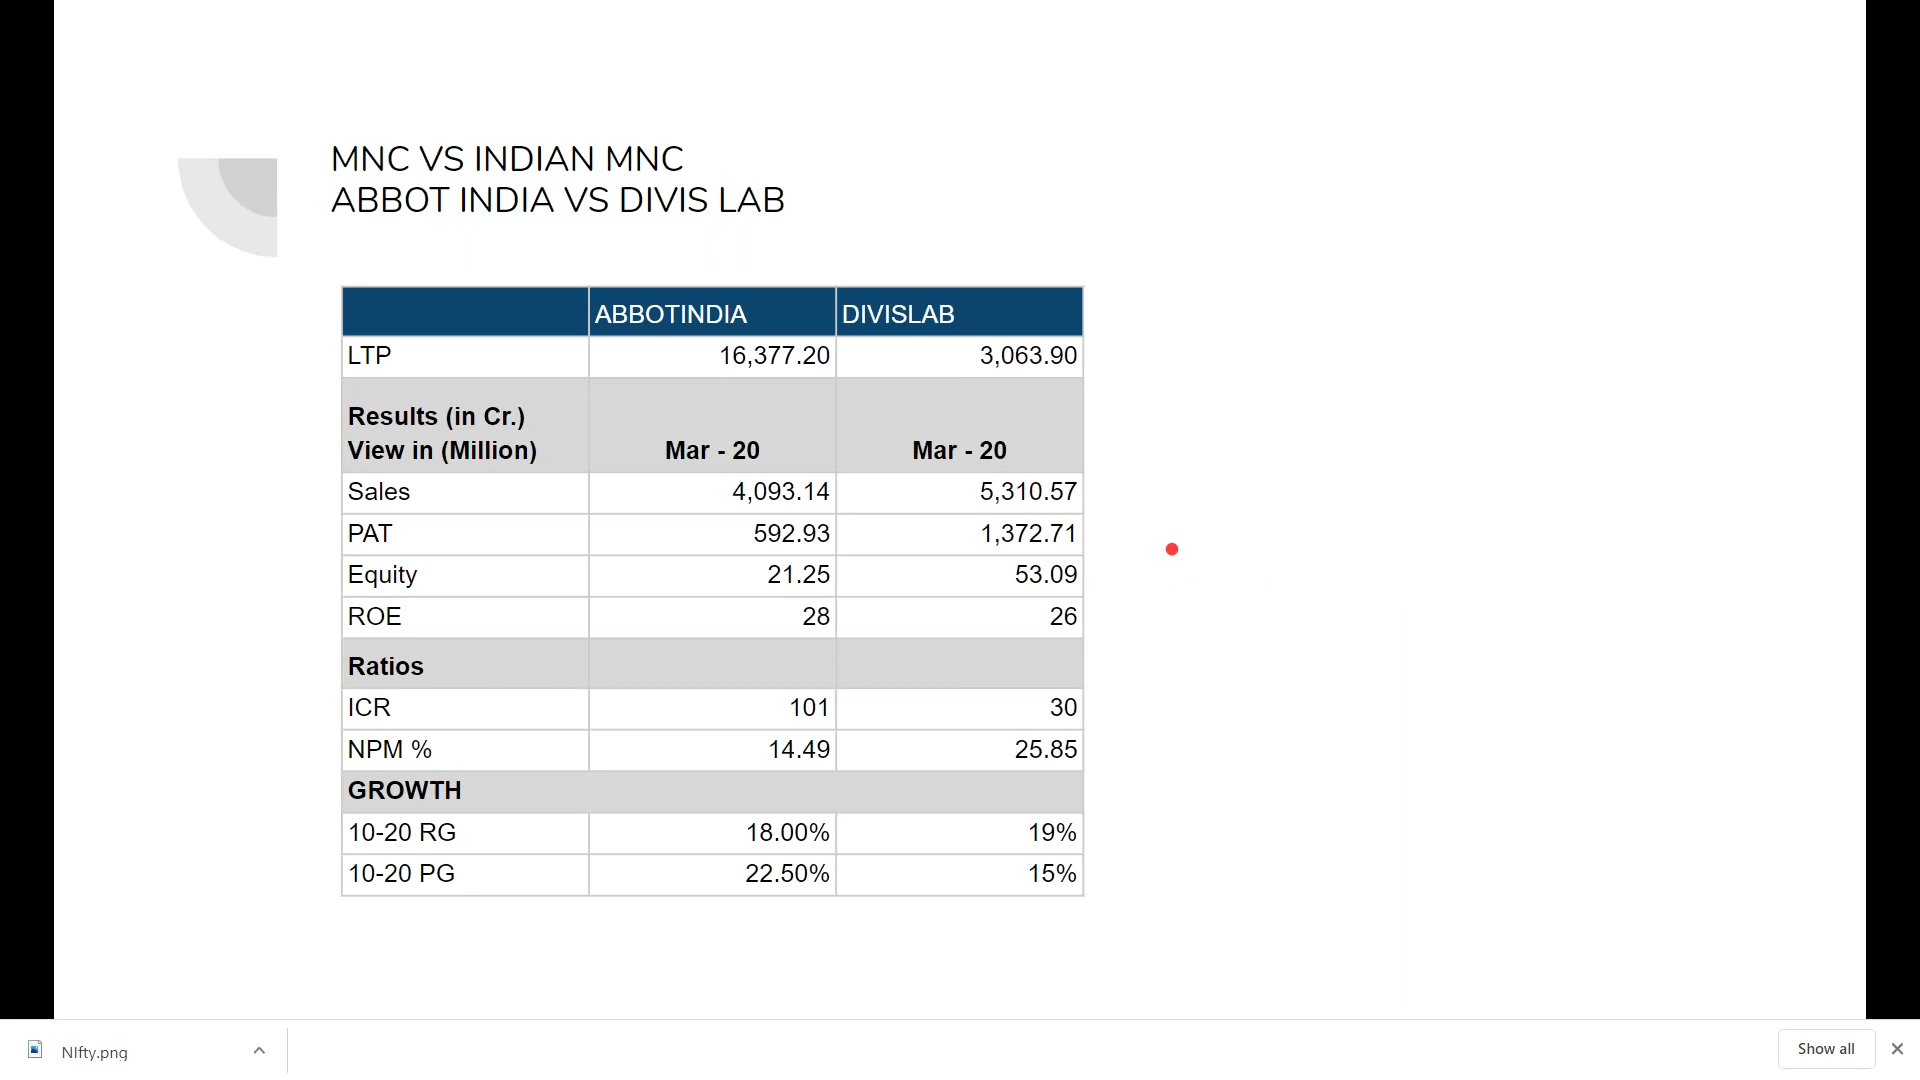 MNC VS INDIAN MNC
ABBOT INDIA VS DIVIS LAB
ABBOTINDIA DIVISLAB
LTP 16,377.20 3,063.90
Results (in Cr.)
View in (Million) Mar - 20 Mar - 20
Sales 4,093.14 5,310.57
PAT 592.93 1,372.71
Equity 21.25 53.09
ROE 28 26
Ratios
ICR 101 30
NPM % 14.49 25.85
GROWTH
10-20 RG 18.00% 19%
10-20 PG 22.50% 15%
NIfty.png Show all